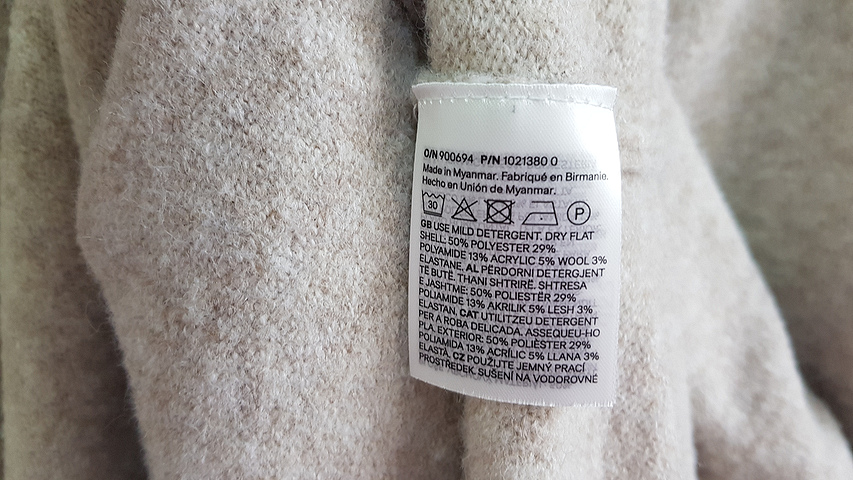 O/N 900694 P/N 1021380 0
Made in Myanmar. Fabriqué en Birmanie.
Hecho en Unión de Myanmar.
30 P
GB USE MILD DETERGENT. DRY FLAT
SHELL: 50% POLYESTER 29%
POLYAMIDE 13% ACRYLIC 5% WOOL 3%
ELASTANE. AL PËRDORNI DETERGJENT
TË BUTË. THANI SHTRIRË. SHTRESA
E JASHTME: 50% POLIESTËR 29%
POLIAMIDE 13% AKRILIK 5% LESH 3%
ELASTAN. CAT UTILITZEU DETERGENT
PER A ROBA DELICADA. ASSEQUEU-HO
PLA. EXTERIOR: 50% POLIÈSTER 29%
POLIAMIDA 13% ACRÍLIC 5% LLANA 3%
ELASTÀ. CZ POUŽIJTE JEMNÝ PRACÍ
PROSTŘEDEK. SUŠENÍ NA VODOROVNÉ